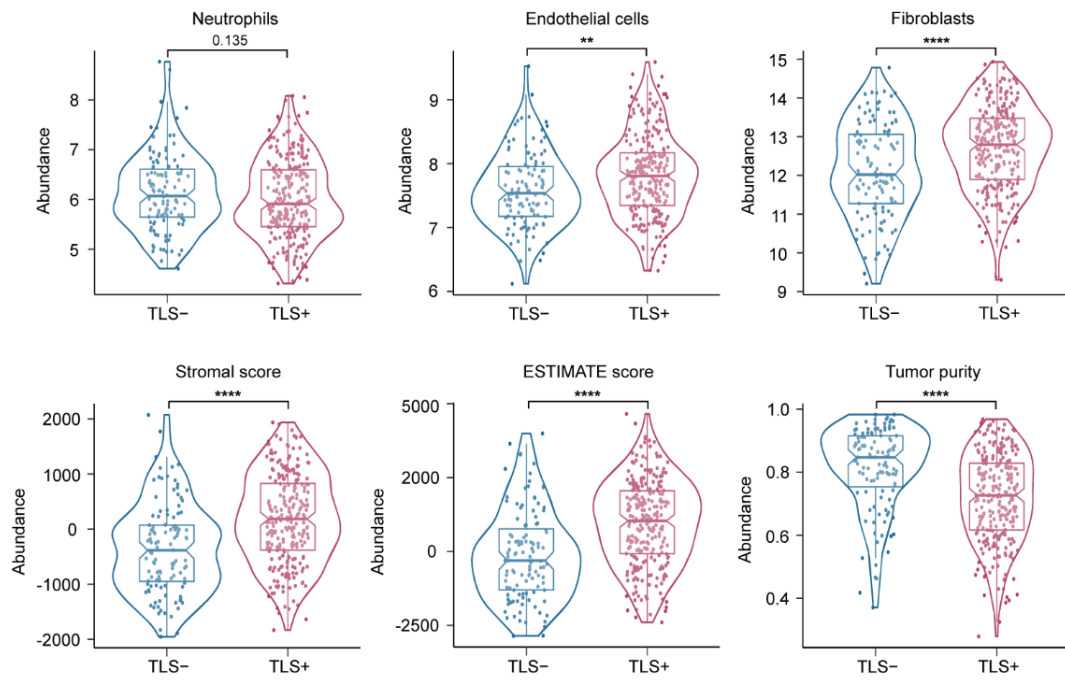 Neutrophils
0.135
Abundance
8
7
6
5
TLS−
TLS+
Endothelial cells
**
Abundance
9
8
7
6
TLS−
TLS+
Fibroblasts
****
Abundance
15
14
13
12
11
10
9
TLS−
TLS+
Stromal score
****
Abundance
2000
1000
0
-1000
-2000
TLS−
TLS+
ESTIMATE score
****
Abundance
5000
2000
0
-2500
TLS−
TLS+
Tumor purity
****
Abundance
1.0
0.8
0.6
0.4
TLS−
TLS+